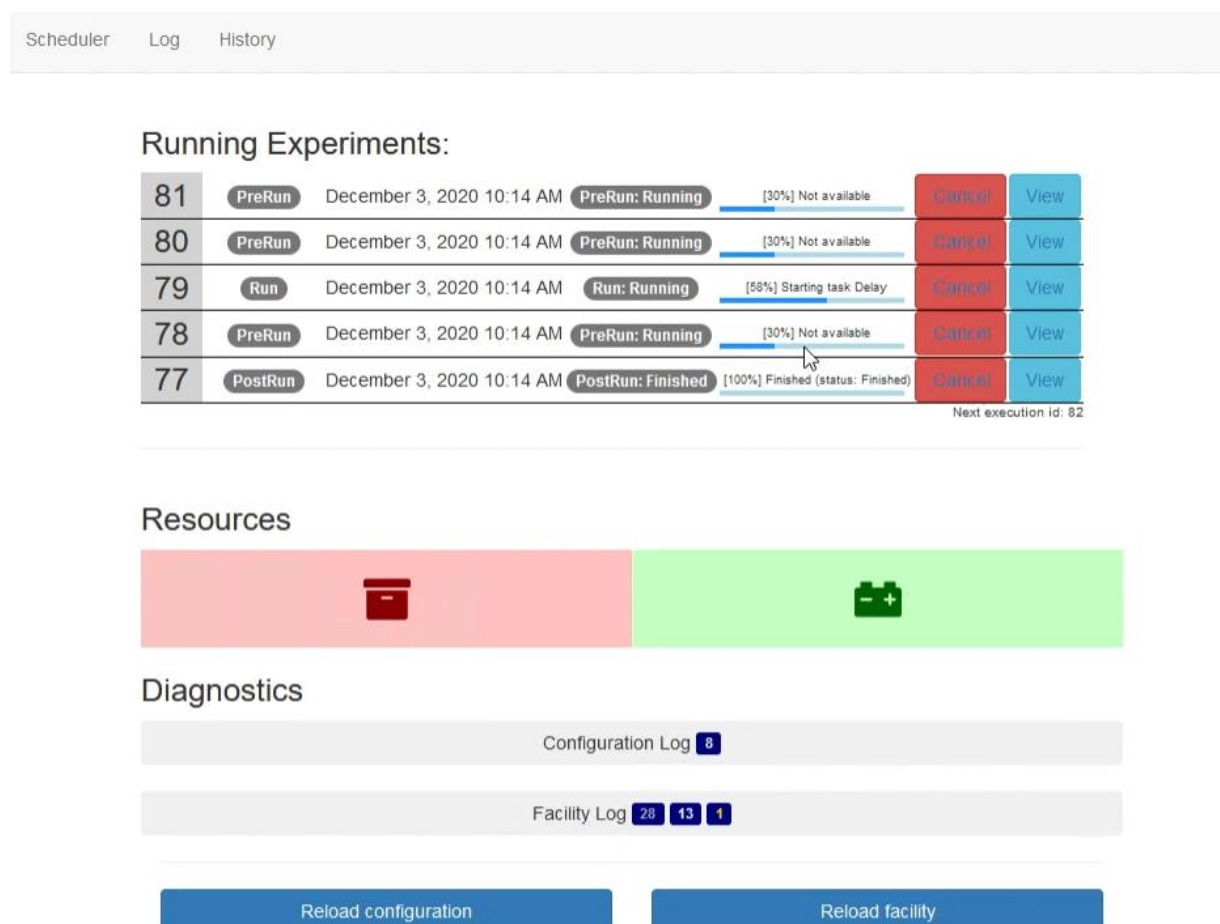 Scheduler Log History
Running Experiments:
81 PreRun December 3, 2020 10:14 AM PreRun: Running [30%] Not available Cancel View
80 PreRun December 3, 2020 10:14 AM PreRun: Running [30%] Not available Cancel View
79 Run December 3, 2020 10:14 AM Run: Running [58%] Starting task Delay Cancel View
78 PreRun December 3, 2020 10:14 AM PreRun: Running [30%] Not available Cancel View
77 PostRun December 3, 2020 10:14 AM PostRun: Finished [100%] Finished (status: Finished) Cancel View
Next execution id: 82
Resources
Diagnostics
Configuration Log 8
Facility Log 28 13 1
Reload configuration Reload facility